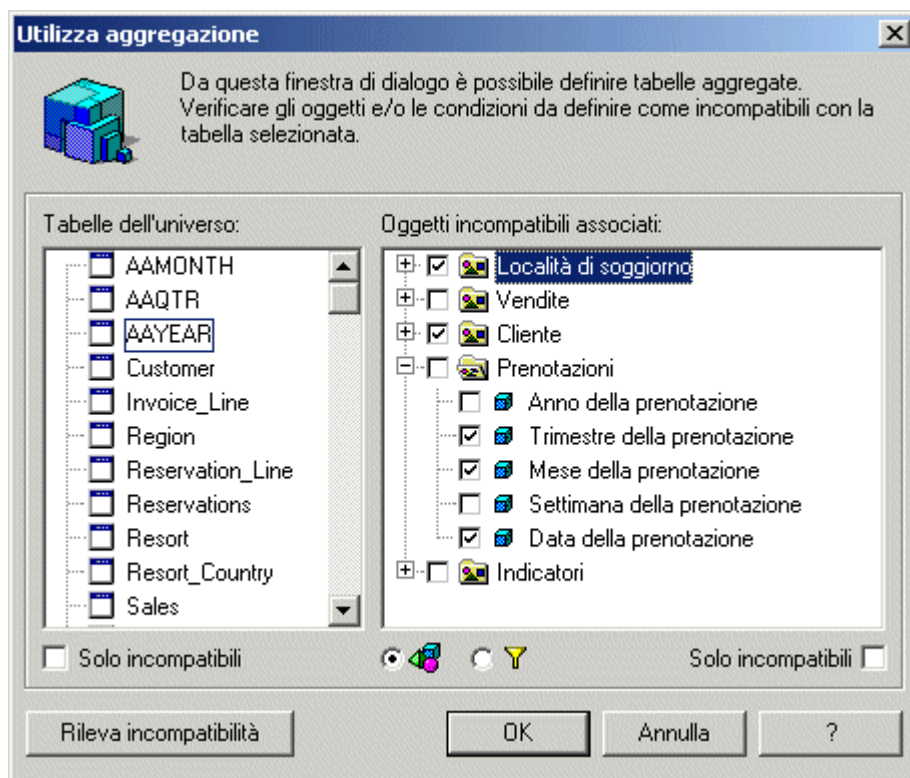 Utilizza aggregazione
Da questa finestra di dialogo è possibile definire tabelle aggregate.
Verificare gli oggetti e/o le condizioni da definire come incompatibili con la
tabella selezionata.
Tabelle dell'universo:
AAMONTH
AAQTR
AAYEAR
Customer
Invoice_Line
Region
Reservation_Line
Reservations
Resort
Resort_Country
Sales
Solo incompatibili
Oggetti incompatibili associati:
Località di soggiorno
Vendite
Cliente
Prenotazioni
Anno della prenotazione
Trimestre della prenotazione
Mese della prenotazione
Settimana della prenotazione
Data della prenotazione
Indicatori
Solo incompatibili
Rileva incompatibilità
OK
Annulla
?